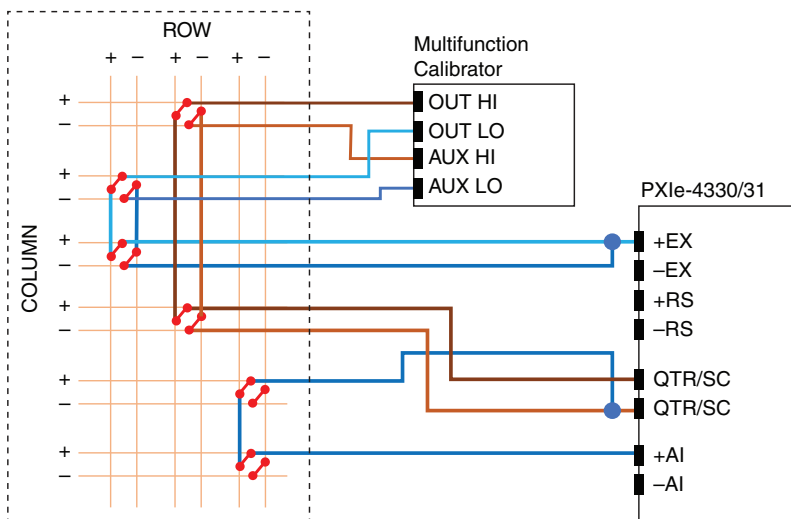 ROW
+ − + − + −
Multifunction
Calibrator
COLUMN
+
−
+
−
+
−
+
−
+
−
+
−
OUT HI
OUT LO
AUX HI
AUX LO
PXIe-4330/31
+EX
−EX
+RS
−RS
QTR/SC
QTR/SC
+AI
−AI